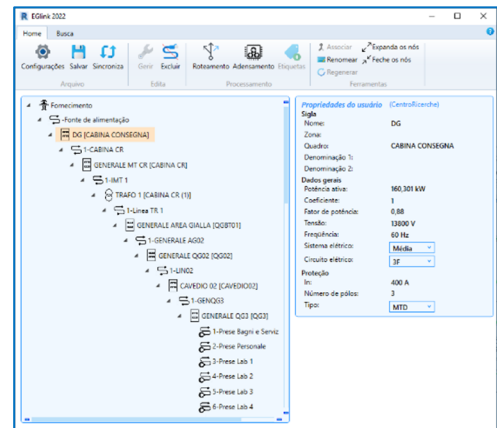 EGlink 2022
Home Busca
Configurações Salvar Sincroniza Gerir Excluir Roteamento Adensamento Etiquetas
Associar Expanda os nós
Renomear Feche os nós
Regenerar
Arquivo Edita Processamento Ferramentas
Fornecimento
-Fonte de alimentação
DG [CABINA CONSEGNA]
1-CABINA CR
GENERALE MT CR [CABINA CR]
1-IMT 1
TRAFO 1 [CABINA CR (1)]
1-Linea TR 1
GENERALE AREA GIALLA [QGBT01]
1-GENERALE AG02
GENERALE QG02 [QG02]
1-LIN02
CAVEDIO 02 [CAVEDIO02]
1-GENQG3
GENERALE QG3 [QG3]
1-Prese Bagni e Serviz
2-Prese Personale
3-Prese Lab 1
4-Prese Lab 2
5-Prese Lab 3
6-Prese Lab 4
Propriedades do usuário (CentroRicerche)
Sigla
Nome: DG
Zona:
Quadro: CABINA CONSEGNA
Denominação 1:
Denominação 2:
Dados gerais
Potência ativa: 160,301 kW
Coeficiente: 1
Fator de potência: 0,88
Tensão: 13800 V
Freqüência: 60 Hz
Sistema elétrico: Média
Circuito elétrico: 3F
Proteção
In: 400 A
Número de pólos: 3
Tipo: MTD